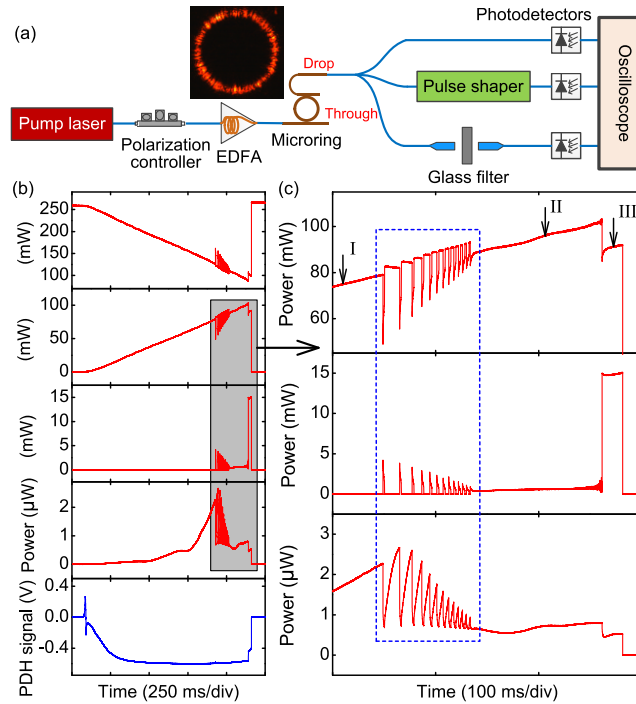 (a)
Photodetectors
Drop
Pulse shaper
Oscilloscope
Through
Pump laser
Polarization
controller
EDFA
Microring
Glass filter
(b)
(c)
250
200
150
100
(mW)
100
50
0
(mW)
15
10
5
0
(mW)
2
1
0
Power (µW)
0.4
0.0
-0.4
PDH signal (V)
Time (250 ms/div)
100
80
60
Power (mW)
I
II
III
15
10
5
0
Power (mW)
3
2
1
0
Power (µW)
Time (100 ms/div)